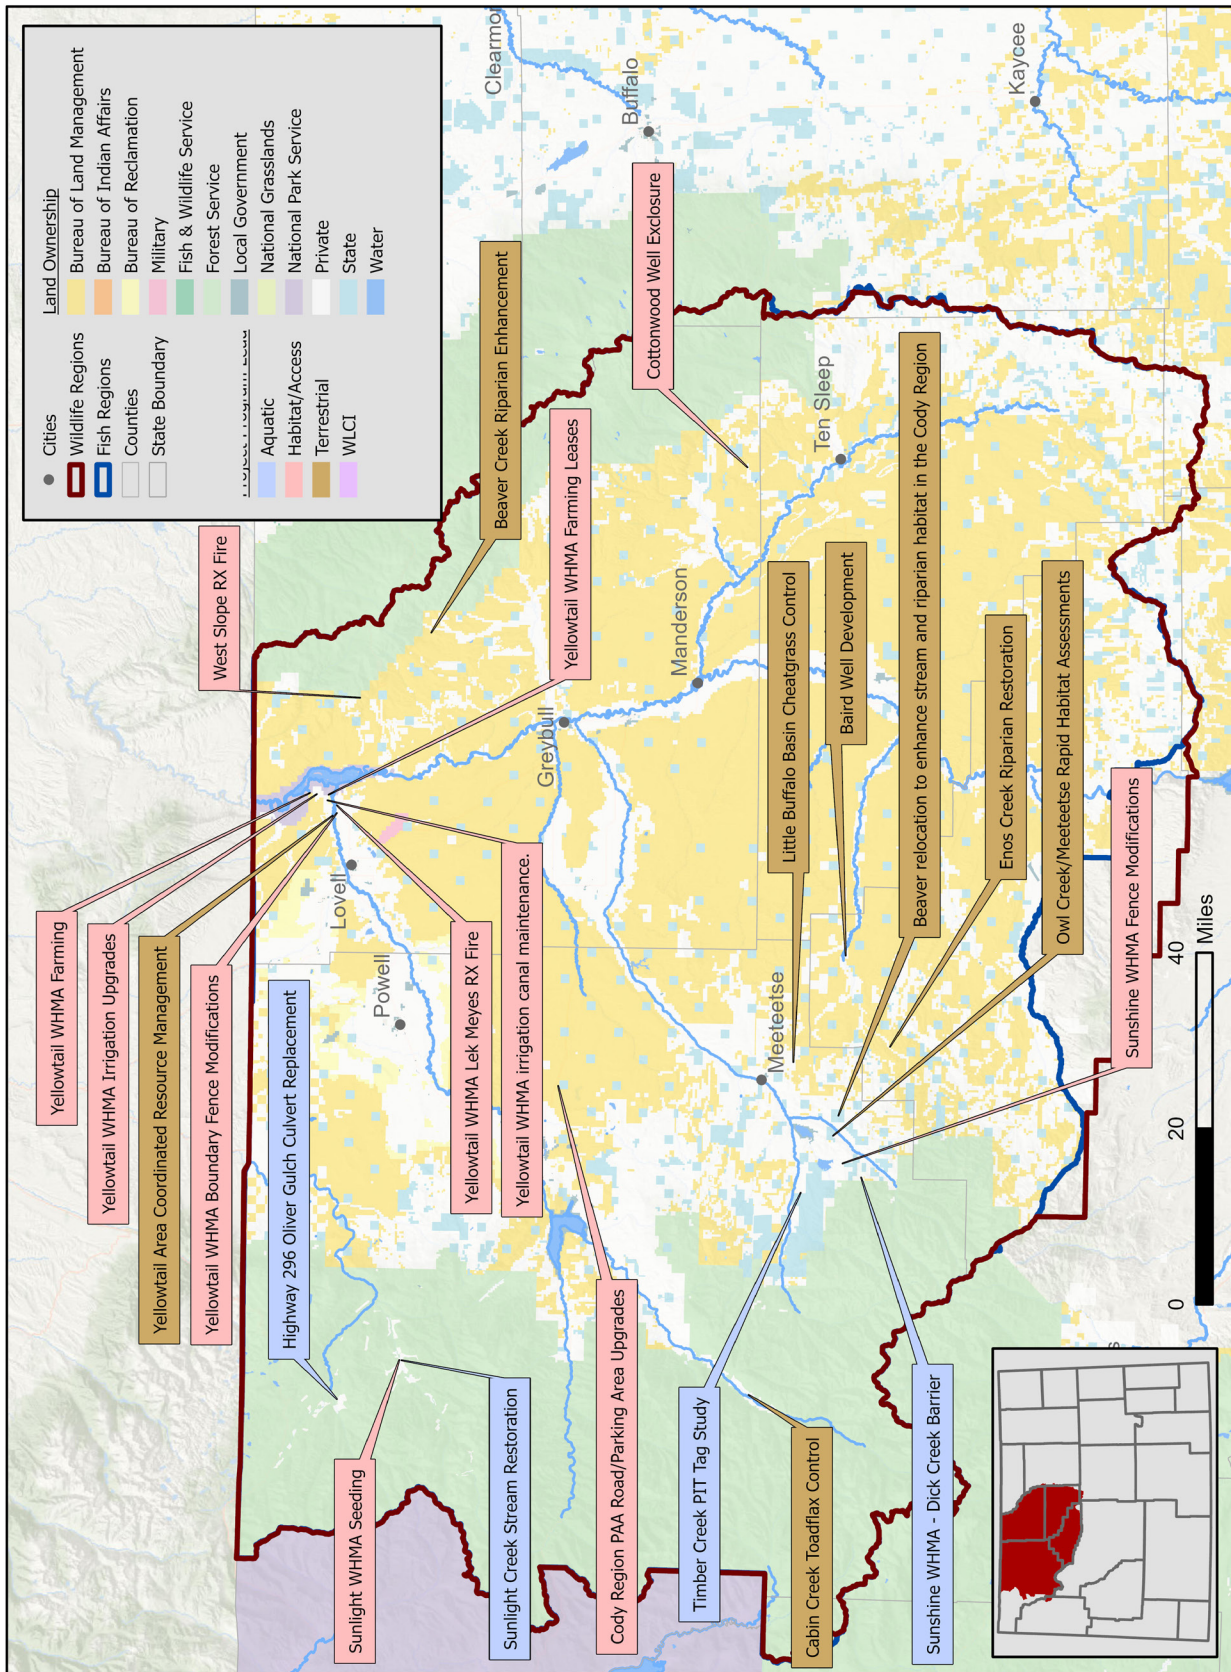 Yellowtail WHMA Farming
Yellowtail WHMA Irrigation Upgrades
Yellowtail Area Coordinated Resource Management
Yellowtail WHMA Boundary Fence Modifications
Highway 296 Oliver Gulch Culvert Replacement
Sunlight WHMA Seeding
Sunlight Creek Stream Restoration
Yellowtail WHMA Lek Meyes RX Fire
Yellowtail WHMA irrigation canal maintenance.
Cody Region PAA Road/Parking Area Upgrades
Timber Creek PIT Tag Study
Cabin Creek Toadflax Control
Sunshine WHMA - Dick Creek Barrier
West Slope RX Fire
Beaver Creek Riparian Enhancement
Yellowtail WHMA Farming Leases
Cottonwood Well Exclosure
Little Buffalo Basin Cheatgrass Control
Baird Well Development
Beaver relocation to enhance stream and riparian habitat in the Cody Region
Enos Creek Riparian Restoration
Owl Creek/Meeteetse Rapid Habitat Assessments
Sunshine WHMA Fence Modifications
Lovell
Powell
Greybull
Manderson
Meeteetse
Ten Sleep
Buffalo
Clearmo
Kaycee
0
20
40
Miles
Cities
Wildlife Regions
Fish Regions
Counties
State Boundary
Aquatic
Habitat/Access
Terrestrial
WLCI
Land Ownership
Bureau of Land Management
Bureau of Indian Affairs
Bureau of Reclamation
Military
Fish & Wildlife Service
Forest Service
Local Government
National Grasslands
National Park Service
Private
State
Water